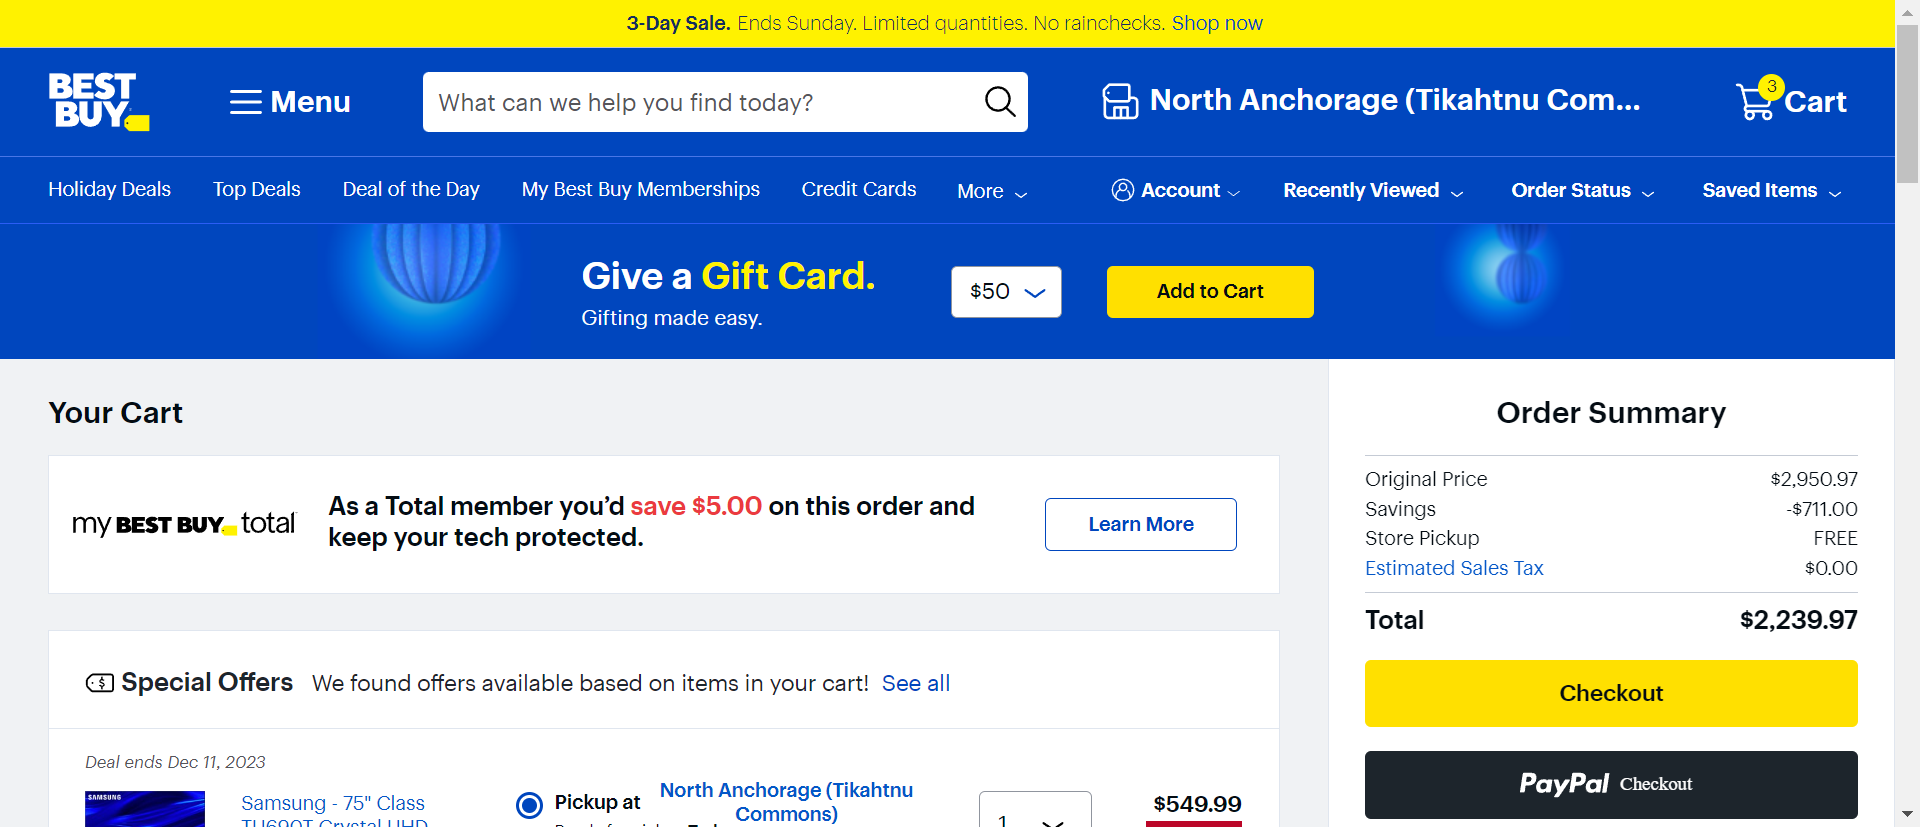 3-Day Sale. Ends Sunday. Limited quantities. No rainchecks. Shop now
BEST
BUY
Menu
What can we help you find today?
North Anchorage (Tikahtnu Com...
3
Cart
Holiday Deals
Top Deals
Deal of the Day
My Best Buy Memberships
Credit Cards
More
Account
Recently Viewed
Order Status
Saved Items
Give a Gift Card.
Gifting made easy.
$50
Add to Cart
Your Cart
my BEST BUY total
As a Total member you'd save $5.00 on this order and
keep your tech protected.
Learn More
Special Offers We found offers available based on items in your cart! See all
Deal ends Dec 11, 2023
SAMSUNG
Samsung - 75" Class
TU690T Crystal UHD
Pickup at
North Anchorage (Tikahtnu
Commons)
1
$549.99
Order Summary
Original Price $2,950.97
Savings -$711.00
Store Pickup FREE
Estimated Sales Tax $0.00
Total $2,239.97
Checkout
PayPal Checkout